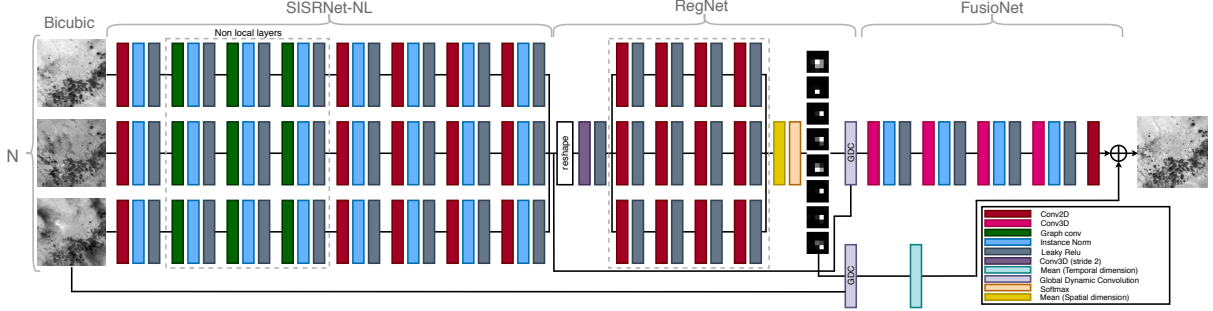 SISRNet-NL
RegNet
FusioNet
Bicubic
Non local layers
N
reshape
GDC
GDC
Conv2D
Conv3D
Graph conv
Instance Norm
Leaky Relu
Conv3D (stride 2)
Mean (Temporal dimension)
Global Dynamic Convolution
Softmax
Mean (Spatial dimension)